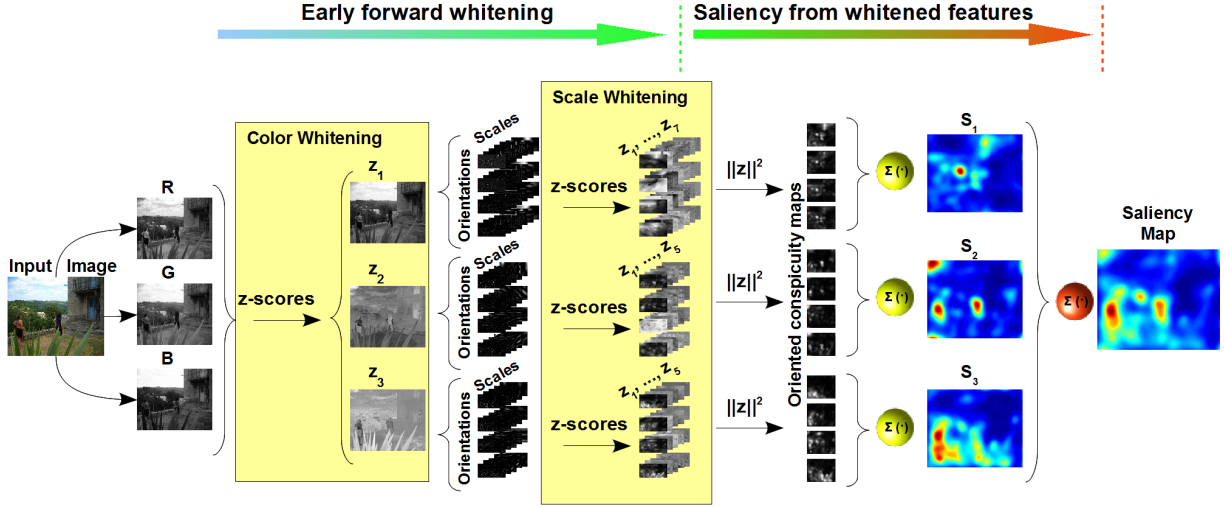 Early forward whitening
Saliency from whitened features
Input Image
R
G
B
Color Whitening
z-scores
z1
z2
z3
Scales
Orientations
Scales
Orientations
Scales
Orientations
Scale Whitening
z1, ..., z7
z-scores
z1, ..., z5
z-scores
z1, ..., z5
z-scores
||z||²
||z||²
||z||²
Oriented conspicuity maps
Σ (·)
Σ (·)
Σ (·)
S1
S2
S3
Σ (·)
Saliency
Map